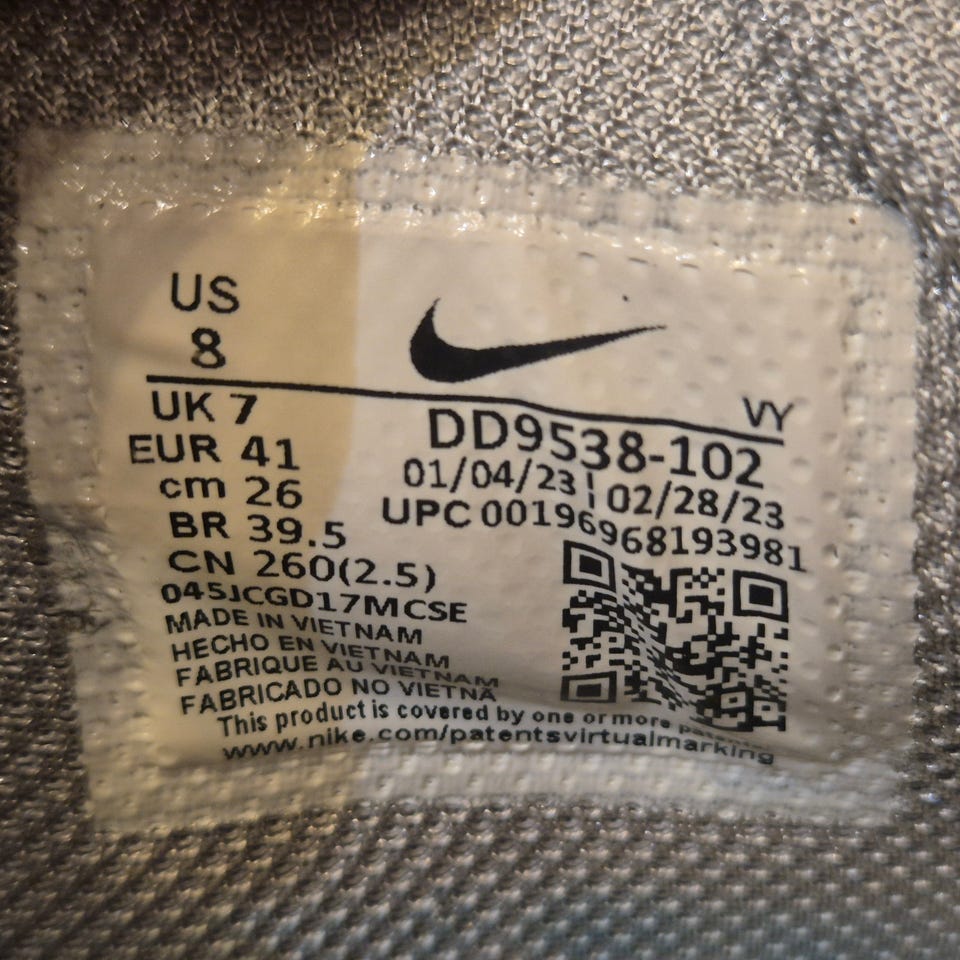 US
8
VY
UK 7
DD9538-102
EUR 41
01/04/23 02/28/23
cm 26
UPC 00196968193981
BR 39.5
CN 260(2.5)
045JCGD17MCSE
MADE IN VIETNAM
HECHO EN VIETNAM
FABRIQUE AU VIETNAM
FABRICADO NO VIETNÃ
This product is covered by one or more patents
www.nike.com/patentsvirtualmarking